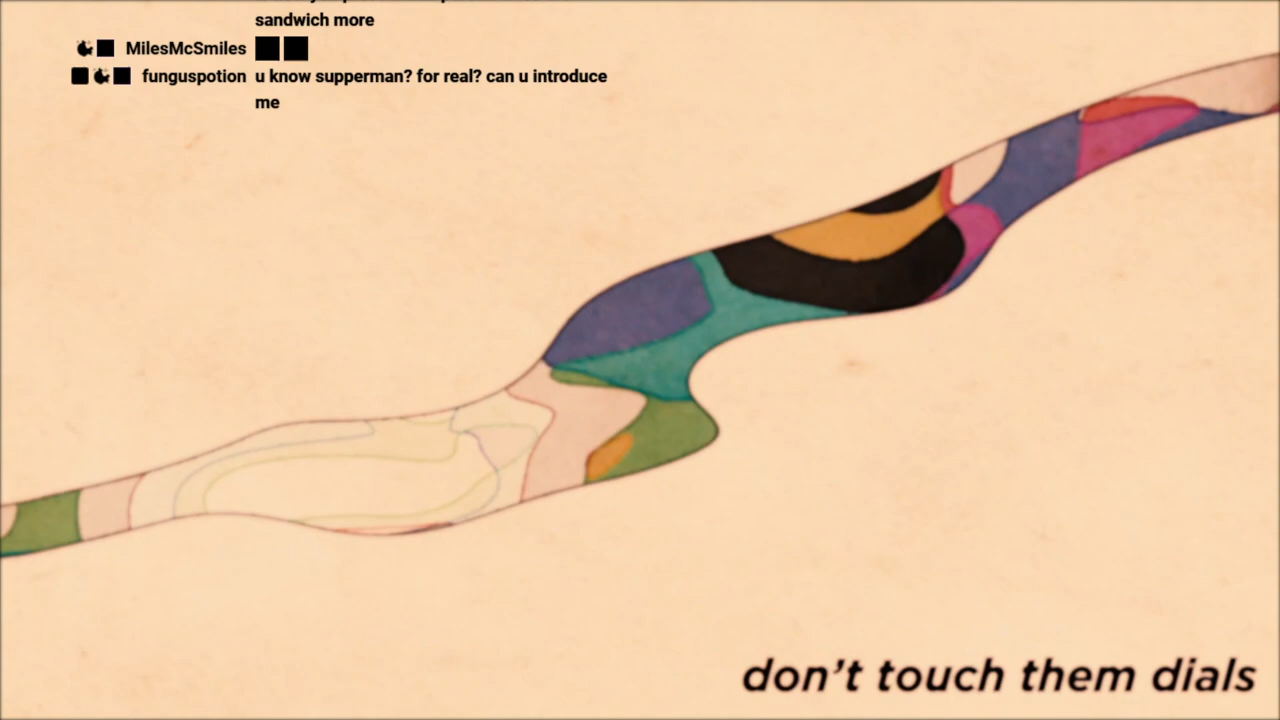 sandwich more
MilesMcSmiles
funguspotion u know supperman? for real? can u introduce
me
don't touch them dials